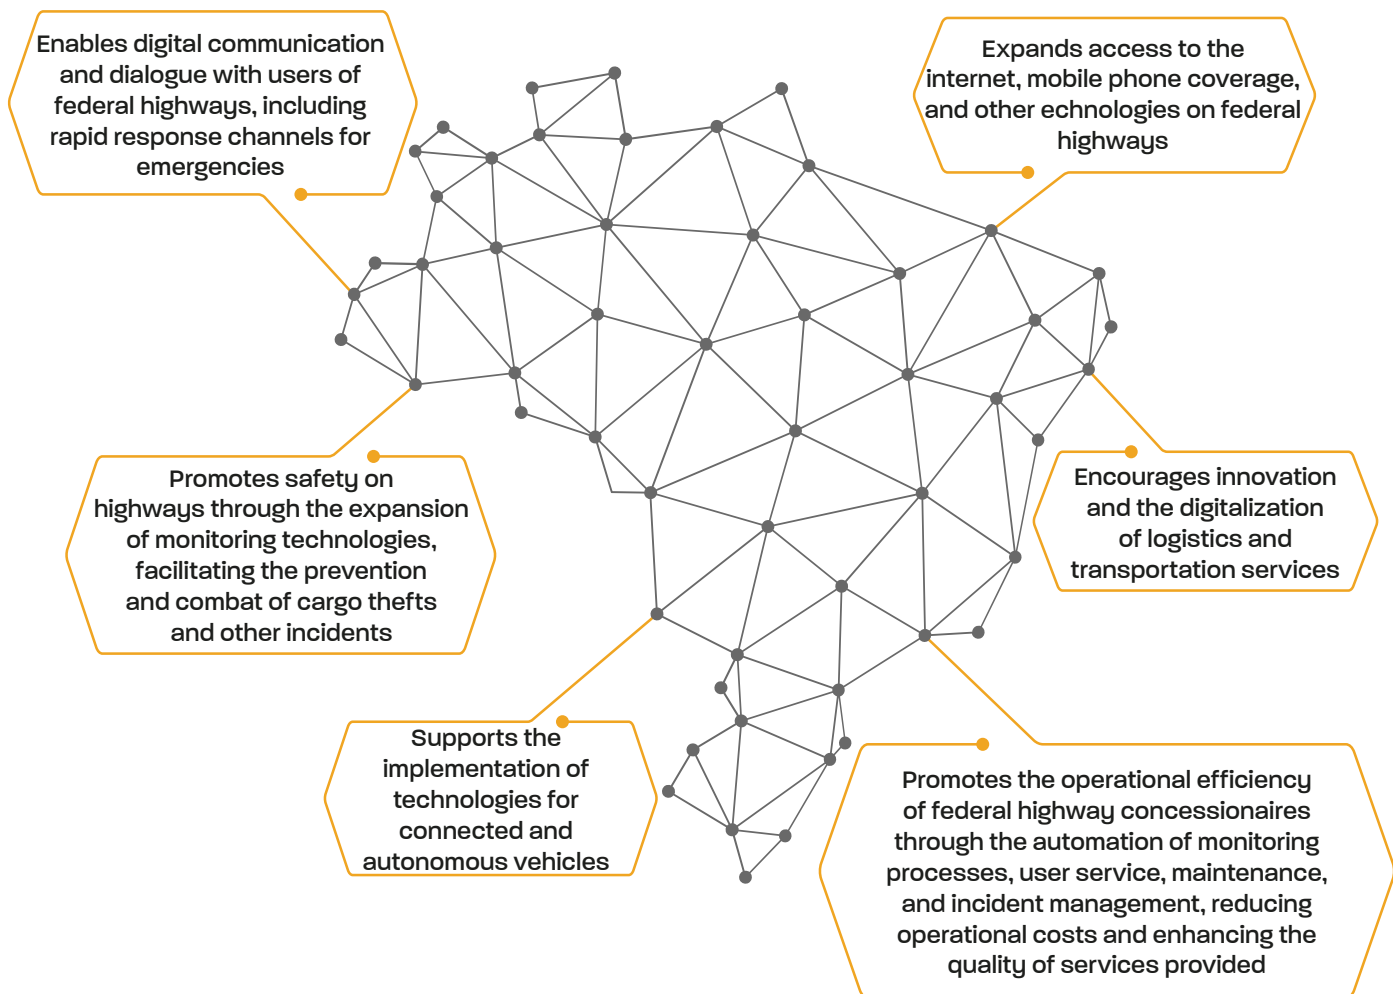 Enables digital communication
and dialogue with users of
federal highways, including
rapid response channels for
emergencies
Expands access to the
internet, mobile phone coverage,
and other echnologies on federal
highways
Promotes safety on
highways through the expansion
of monitoring technologies,
facilitating the prevention
and combat of cargo thefts
and other incidents
Encourages innovation
and the digitalization
of logistics and
transportation services
Supports the
implementation of
technologies for
connected and
autonomous vehicles
Promotes the operational efficiency
of federal highway concessionaires
through the automation of monitoring
processes, user service, maintenance,
and incident management, reducing
operational costs and enhancing the
quality of services provided